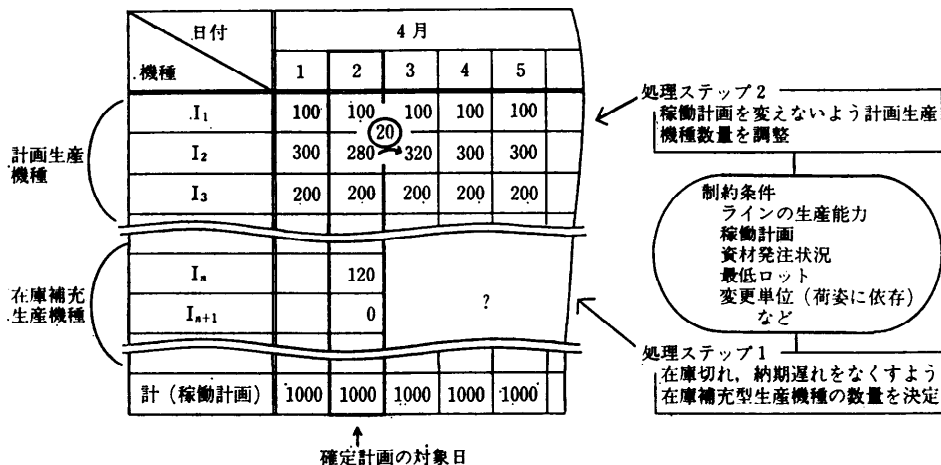 日付
4月
機種
1 2 3 4 5
I₁ 100 100 100 100 100
20
I₂ 300 280 320 300 300
I₃ 200 200 200 200 200
計画生産
機種
Iₙ 120
Iₙ₊₁ 0 ?
在庫補充
生産機種
計(稼働計画) 1000 1000 1000 1000 1000
確定計画の対象日
処理ステップ2
稼働計画を変えないよう計画生産
機種数量を調整
制約条件
ラインの生産能力
稼働計画
資材発注状況
最低ロット
変更単位(荷姿に依存)
など
処理ステップ1
在庫切れ,納期遅れをなくすよう
在庫補充型生産機種の数量を決定